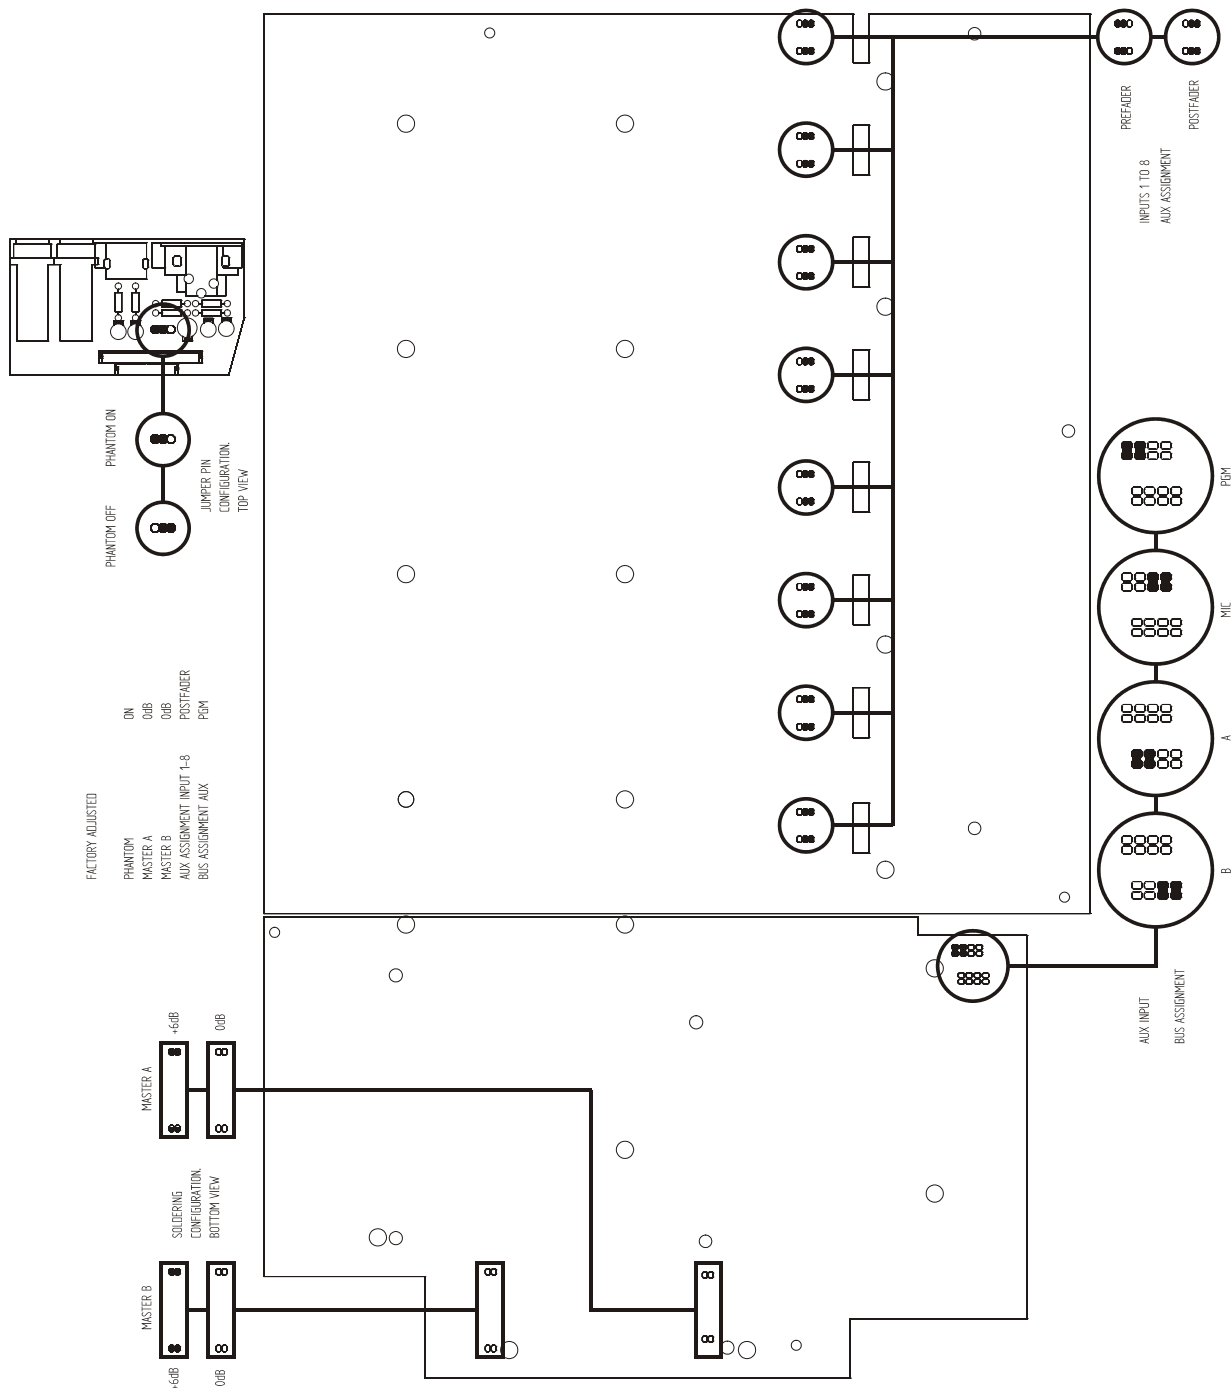 PREFADER
POSTFADER
INPUTS 1 TO 8
AUX ASSIGNMENT
PHANTOM ON
PHANTOM OFF
JUMPER PIN
CONFIGURATION.
TOP VIEW
PGM
MIC
A
B
AUX INPUT
BUS ASSIGNMENT
FACTORY ADJUSTED
PHANTOM ON
MASTER A 0dB
MASTER B 0dB
AUX ASSIGNMENT INPUT 1-8 POSTFADER
BUS ASSIGNMENT AUX PGM
MASTER A
+6dB
0dB
SOLDERING
CONFIGURATION.
BOTTOM VIEW
MASTER B
+6dB
0dB